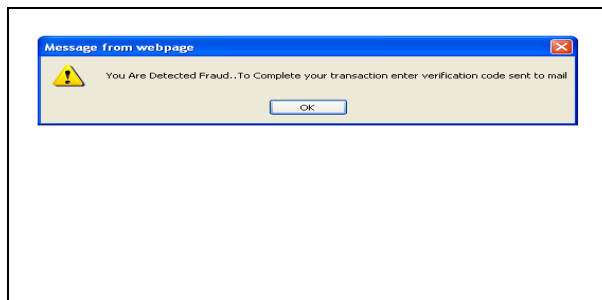 Message from webpage
You Are Detected Fraud..To Complete your transaction enter verification code sent to mail
OK